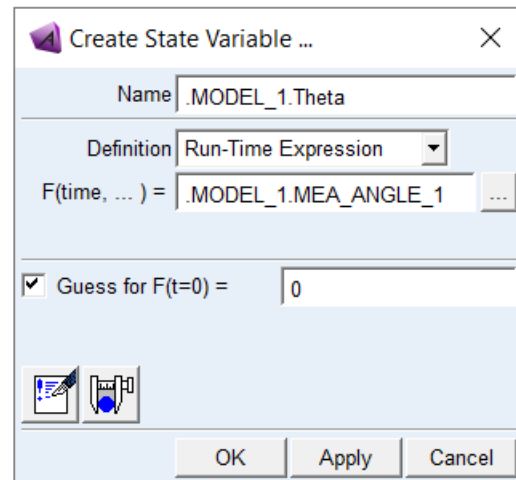 Create State Variable ...
Name .MODEL_1.Theta
Definition Run-Time Expression
F(time, ... ) = .MODEL_1.MEA_ANGLE_1 ...
Guess for F(t=0) = 0
OK Apply Cancel